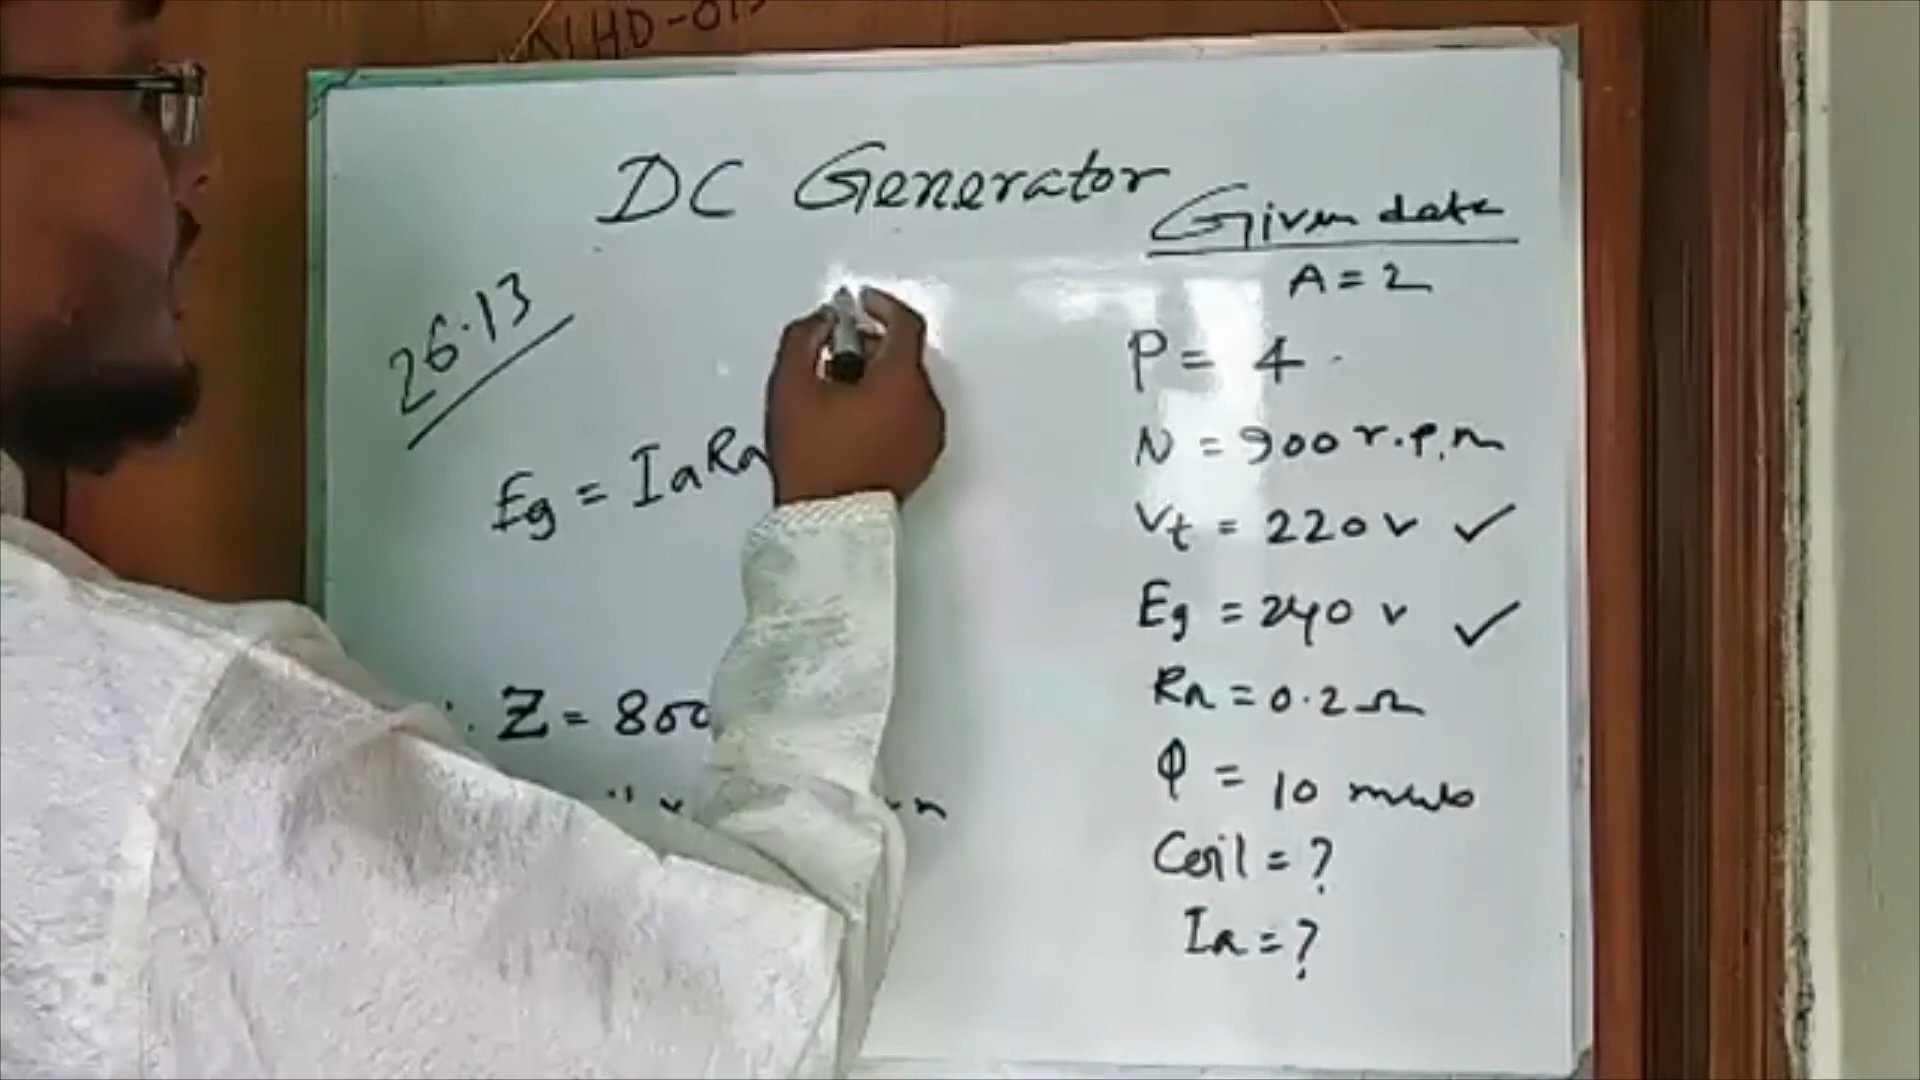 DC Generator
Given data
A = 2
26.13
P = 4
N = 900 r.p.m
Eg = IaRa
Vt = 220 v ✓
Eg = 240 v ✓
Ra = 0.2 Ω
Z = 800
φ = 10 mwb
Coil = ?
Ia = ?